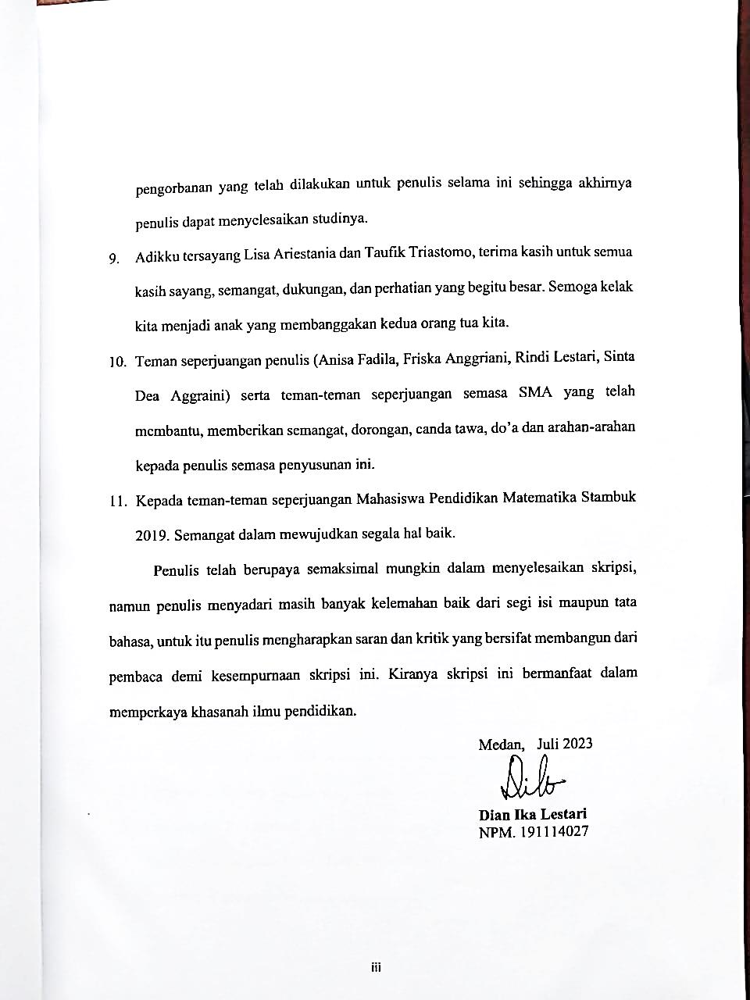 pengorbanan yang telah dilakukan untuk penulis selama ini sehingga akhirnya
penulis dapat menyelesaikan studinya.
9. Adikku tersayang Lisa Ariestania dan Taufik Triastomo, terima kasih untuk semua
kasih sayang, semangat, dukungan, dan perhatian yang begitu besar. Semoga kelak
kita menjadi anak yang membanggakan kedua orang tua kita.
10. Teman seperjuangan penulis (Anisa Fadila, Friska Anggriani, Rindi Lestari, Sinta
Dea Aggraini) serta teman-teman seperjuangan semasa SMA yang telah
membantu, memberikan semangat, dorongan, canda tawa, do'a dan arahan-arahan
kepada penulis semasa penyusunan ini.
11. Kepada teman-teman seperjuangan Mahasiswa Pendidikan Matematika Stambuk
2019. Semangat dalam mewujudkan segala hal baik.
Penulis telah berupaya semaksimal mungkin dalam menyelesaikan skripsi,
namun penulis menyadari masih banyak kelemahan baik dari segi isi maupun tata
bahasa, untuk itu penulis mengharapkan saran dan kritik yang bersifat membangun dari
pembaca demi kesempurnaan skripsi ini. Kiranya skripsi ini bermanfaat dalam
memperkaya khasanah ilmu pendidikan.
Medan, Juli 2023
Dian Ika Lestari
NPM. 191114027
iii